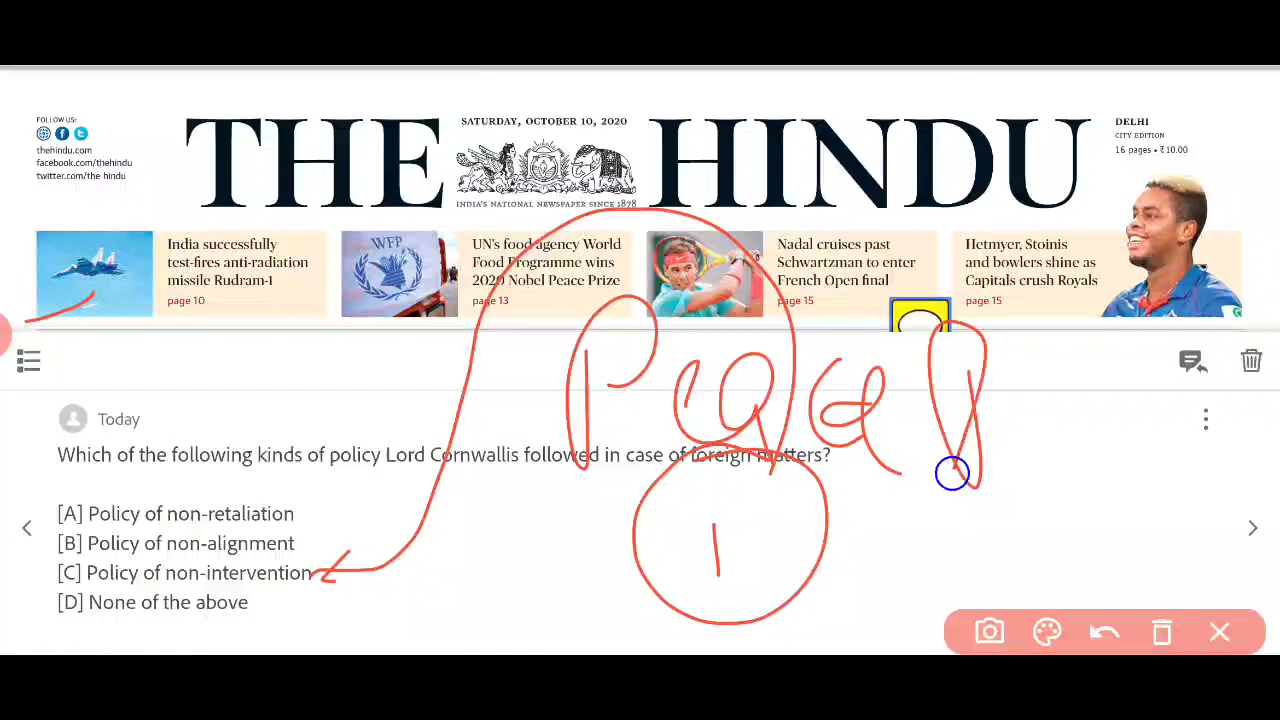 FOLLOW US:
thehindu.com
facebook.com/thehindu
twitter.com/the hindu
THE HINDU
SATURDAY, OCTOBER 10, 2020
INDIA'S NATIONAL NEWSPAPER SINCE 1878
DELHI
CITY EDITION
16 pages • ₹10.00
India successfully
test-fires anti-radiation
missile Rudram-1
page 10
WFP
UN's food agency World
Food Programme wins
2020 Nobel Peace Prize
page 13
Nadal cruises past
Schwartzman to enter
French Open final
page 15
Hetmyer, Stoinis
and bowlers shine as
Capitals crush Royals
page 15
Today
Which of the following kinds of policy Lord Cornwallis followed in case of foreign matters?
[A] Policy of non-retaliation
[B] Policy of non-alignment
[C] Policy of non-intervention
[D] None of the above
1